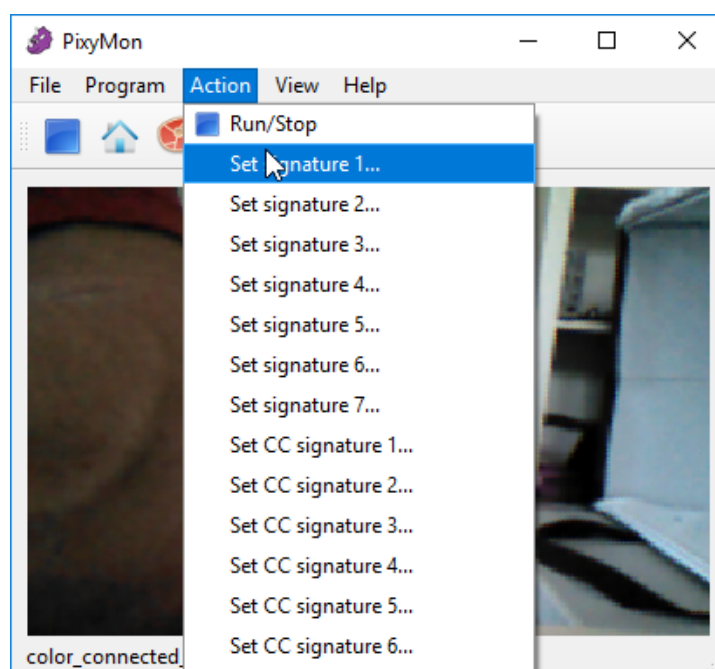 PixyMon
File Program Action View Help
Run/Stop
Set signature 1...
Set signature 2...
Set signature 3...
Set signature 4...
Set signature 5...
Set signature 6...
Set signature 7...
Set CC signature 1...
Set CC signature 2...
Set CC signature 3...
Set CC signature 4...
Set CC signature 5...
Set CC signature 6...
color_connected_